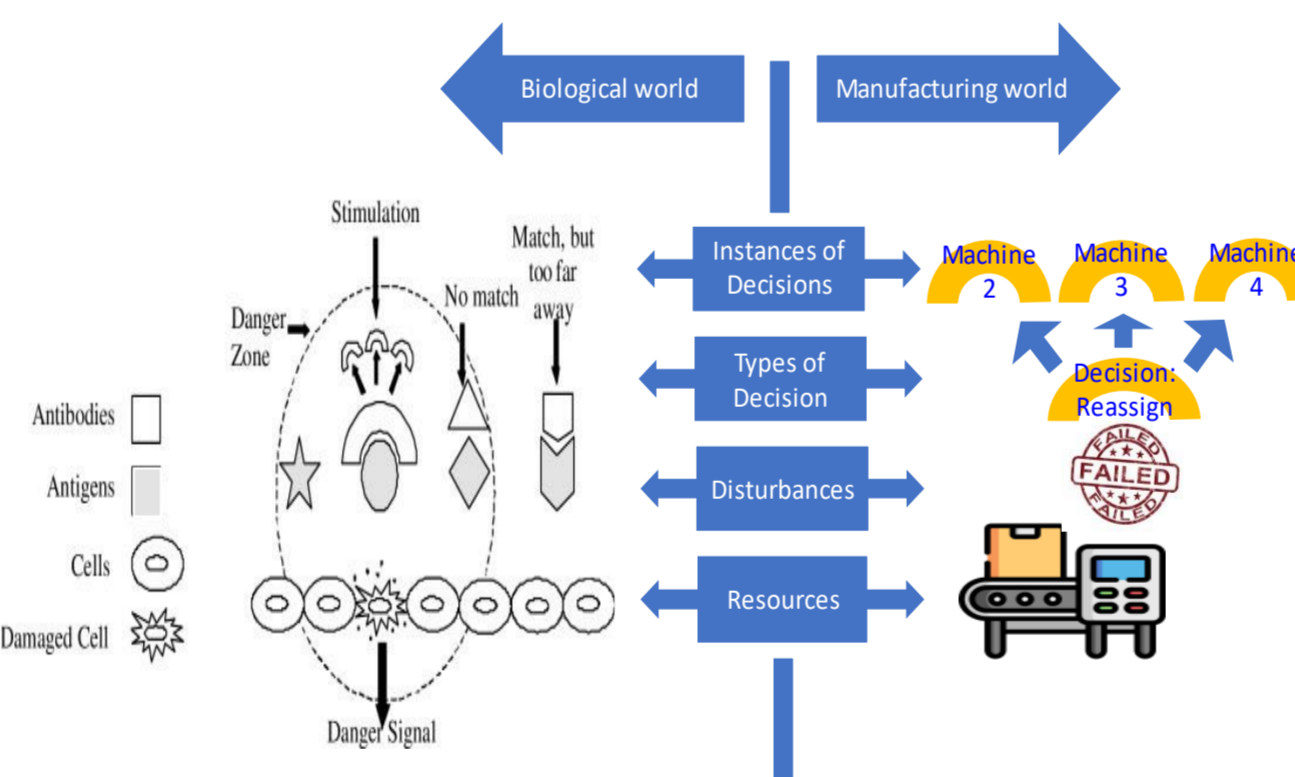 Biological world
Manufacturing world
Stimulation
Match, but
too far
away
No match
Danger
Zone
Antibodies
Antigens
Cells
Damaged Cell
Danger Signal
Instances of
Decisions
Types of
Decision
Disturbances
Resources
Machine
2
Machine
3
Machine
4
Decision:
Reassign
FAILED
FAILED
FAILED